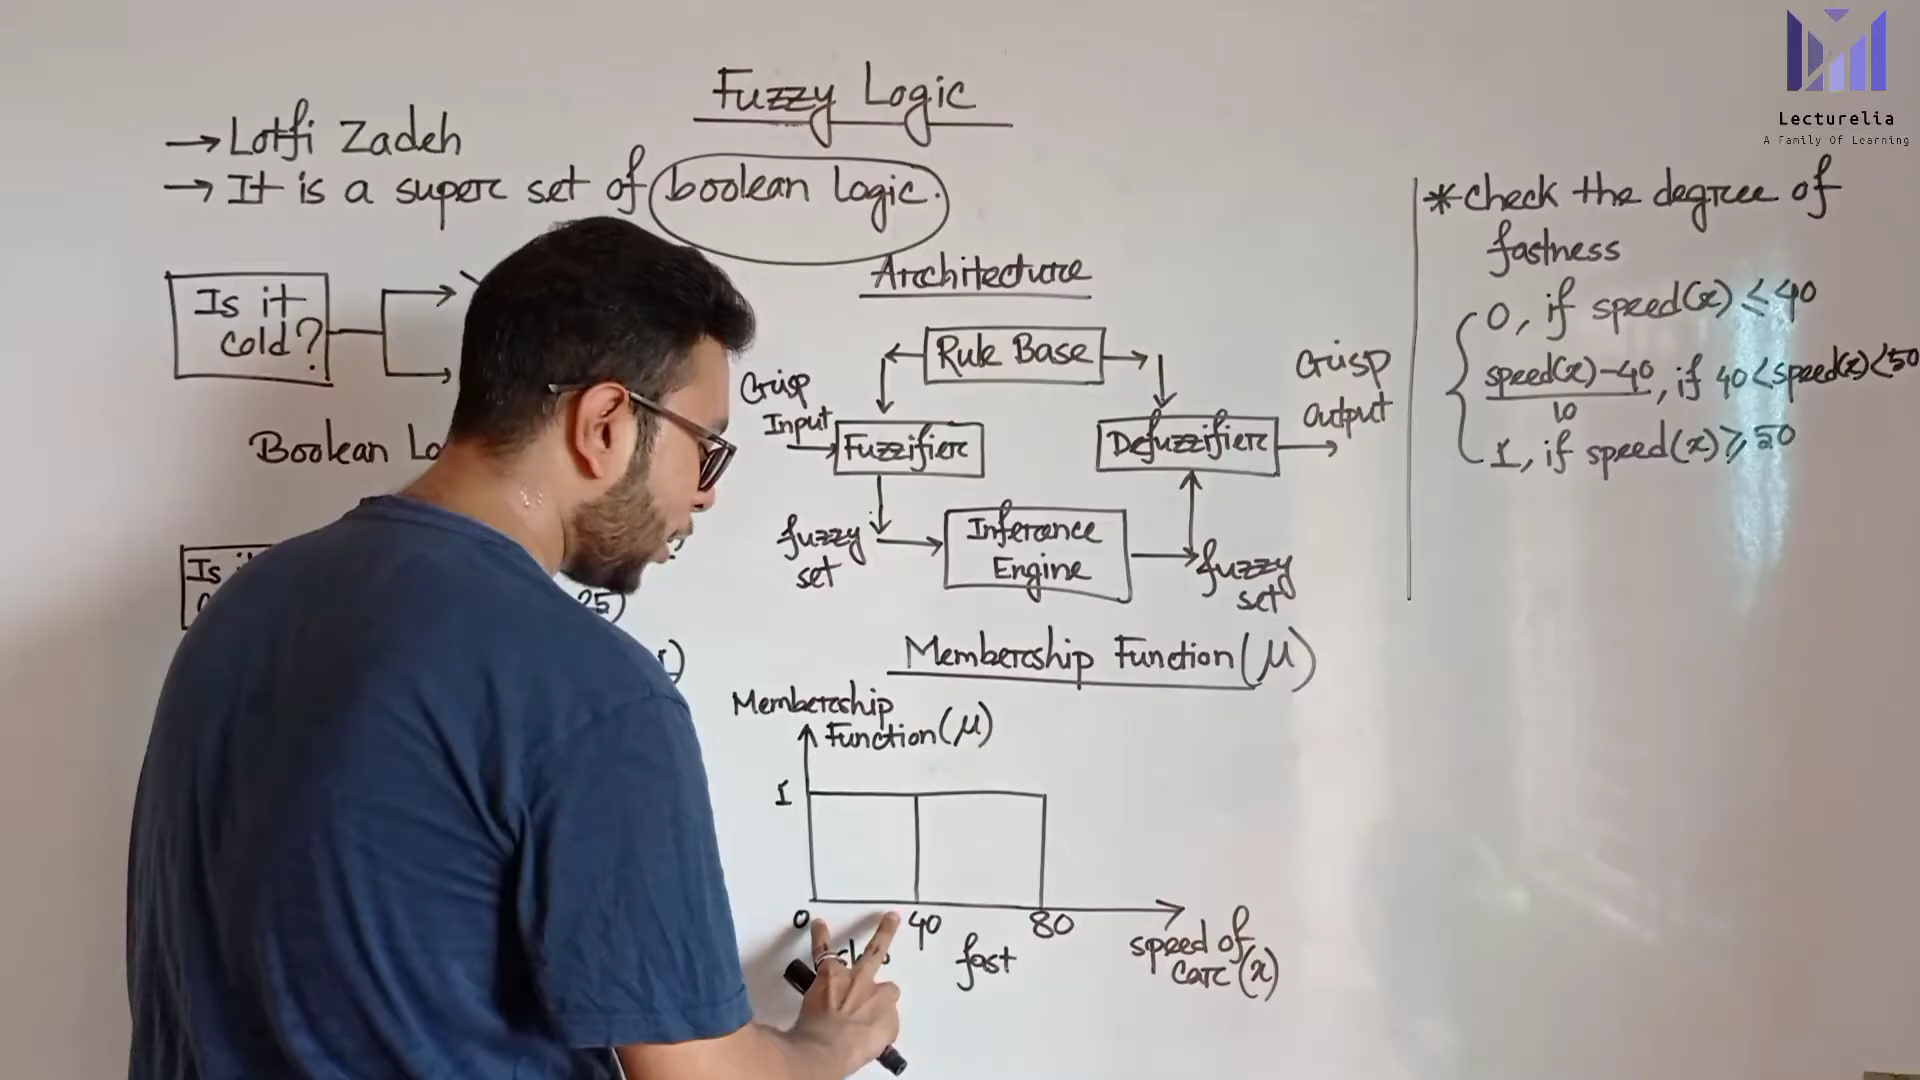 Fuzzy Logic
→ Lotfi Zadeh
→ It is a super set of boolean logic.
Is it
cold?
Boolean Lo
Is
25)
Architecture
Rule Base
Crisp
Input
Fuzzifier
Defuzzifier
Crisp
Output
fuzzy
set
Inference
Engine
fuzzy
set
Membership Function (μ)
Membership
Function (μ)
1
0
40
80
fast
speed of
car (x)
*check the degree of
fastness
0, if speed(x) ≤ 40
speed(x)-40, if 40<speed(x)<50
10
1, if speed(x) ≥ 50
Lecturelia
A Family Of Learning